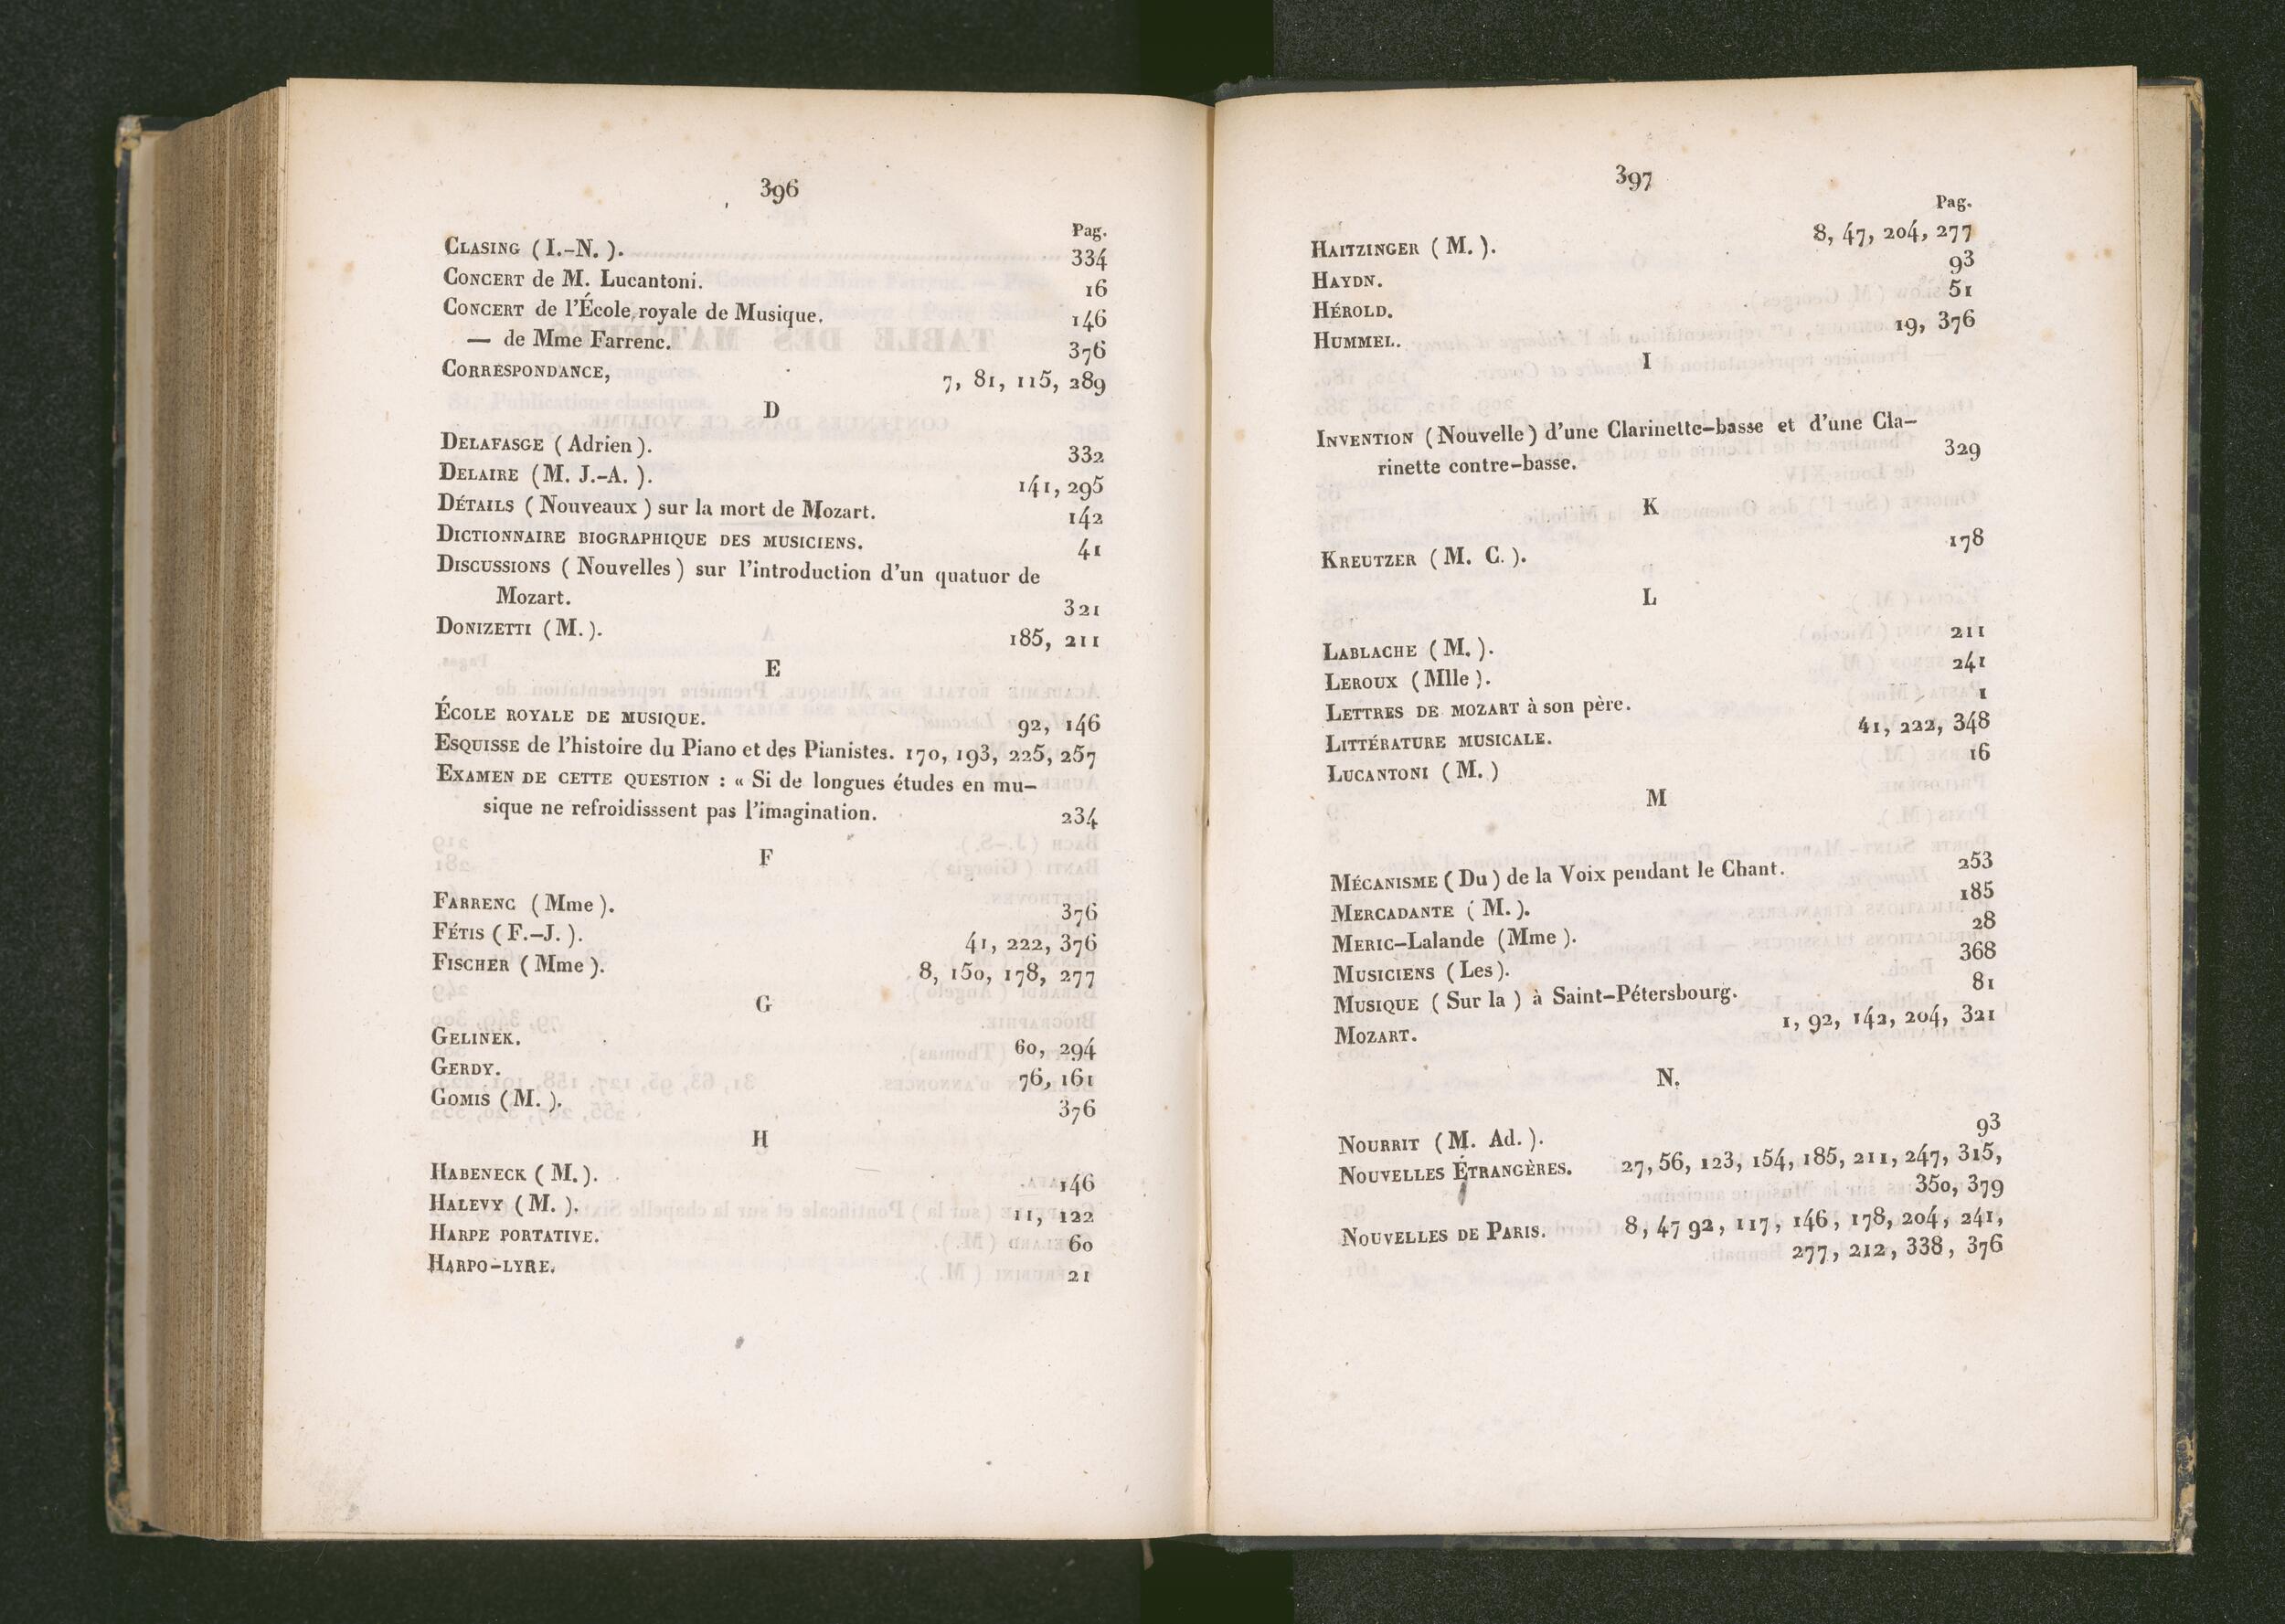 396
Pag.
CLASING (I.-N.). 334
CONCERT de M. Lucantoni. 16
CONCERT de l'École royale de Musique. 146
— de Mme Farrenc. 376
CORRESPONDANCE, 7, 81, 115, 289
D
DELAFASGE (Adrien). 332
DELAIRE (M. J.-A.). 141, 295
DÉTAILS (Nouveaux) sur la mort de Mozart. 142
DICTIONNAIRE BIOGRAPHIQUE DES MUSICIENS. 41
DISCUSSIONS (Nouvelles) sur l'introduction d'un quatuor de
Mozart. 321
DONIZETTI (M.). 185, 211
E
ÉCOLE ROYALE DE MUSIQUE. 92, 146
ESQUISSE de l'histoire du Piano et des Pianistes. 170, 193, 225, 257
EXAMEN DE CETTE QUESTION : « Si de longues études en mu-
sique ne refroidisssent pas l'imagination. 234
F
FARRENC (Mme). 376
FÉTIS (F.-J.). 41, 222, 376
FISCHER (Mme). 8, 150, 178, 277
G
GELINEK. 60, 294
GERDY. 76, 161
GOMIS (M.). 376
H
HABENECK (M.). 146
HALEVY (M.). 11, 122
HARPE PORTATIVE. 60
HARPO-LYRE. 21
397
Pag.
HAITZINGER (M.). 8, 47, 204, 277
HAYDN. 93
HÉROLD. 51
HUMMEL. 19, 376
I
INVENTION (Nouvelle) d'une Clarinette-basse et d'une Cla-
rinette contre-basse. 329
K
KREUTZER (M. C.). 178
L
LABLACHE (M.). 211
LEROUX (Mlle). 241
LETTRES DE MOZART à son père. 1
LITTÉRATURE MUSICALE. 41, 222, 348
LUCANTONI (M.) 16
M
MÉCANISME (Du) de la Voix pendant le Chant. 253
MERCADANTE (M.). 185
MERIC-Lalande (Mme). 28
MUSICIENS (Les). 368
MUSIQUE (Sur la) à Saint-Pétersbourg. 81
MOZART. 1, 92, 142, 204, 321
N.
NOURRIT (M. Ad.). 93
NOUVELLES ÉTRANGÈRES. 27, 56, 123, 154, 185, 211, 247, 315,
350, 379
NOUVELLES DE PARIS. 8, 47 92, 117, 146, 178, 204, 241,
277, 212, 338, 376